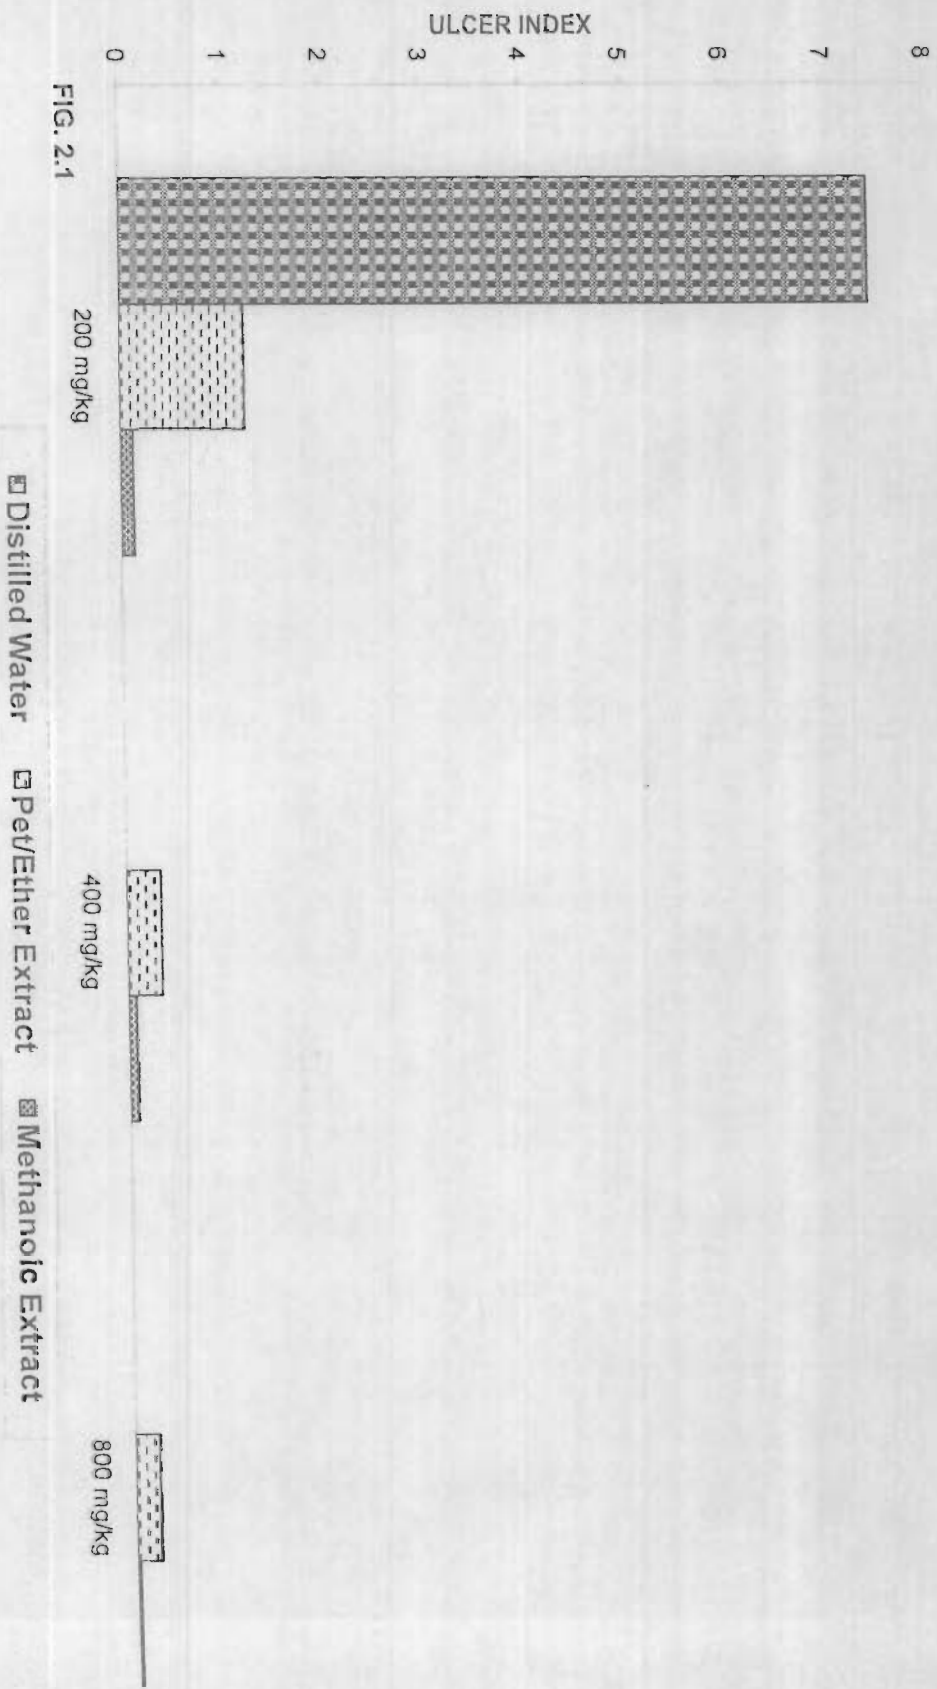 ULCER INDEX
8
7
6
5
4
3
2
1
0
200 mg/kg
400 mg/kg
800 mg/kg
FIG. 2.1
Distilled Water Pet/Ether Extract Methanoic Extract